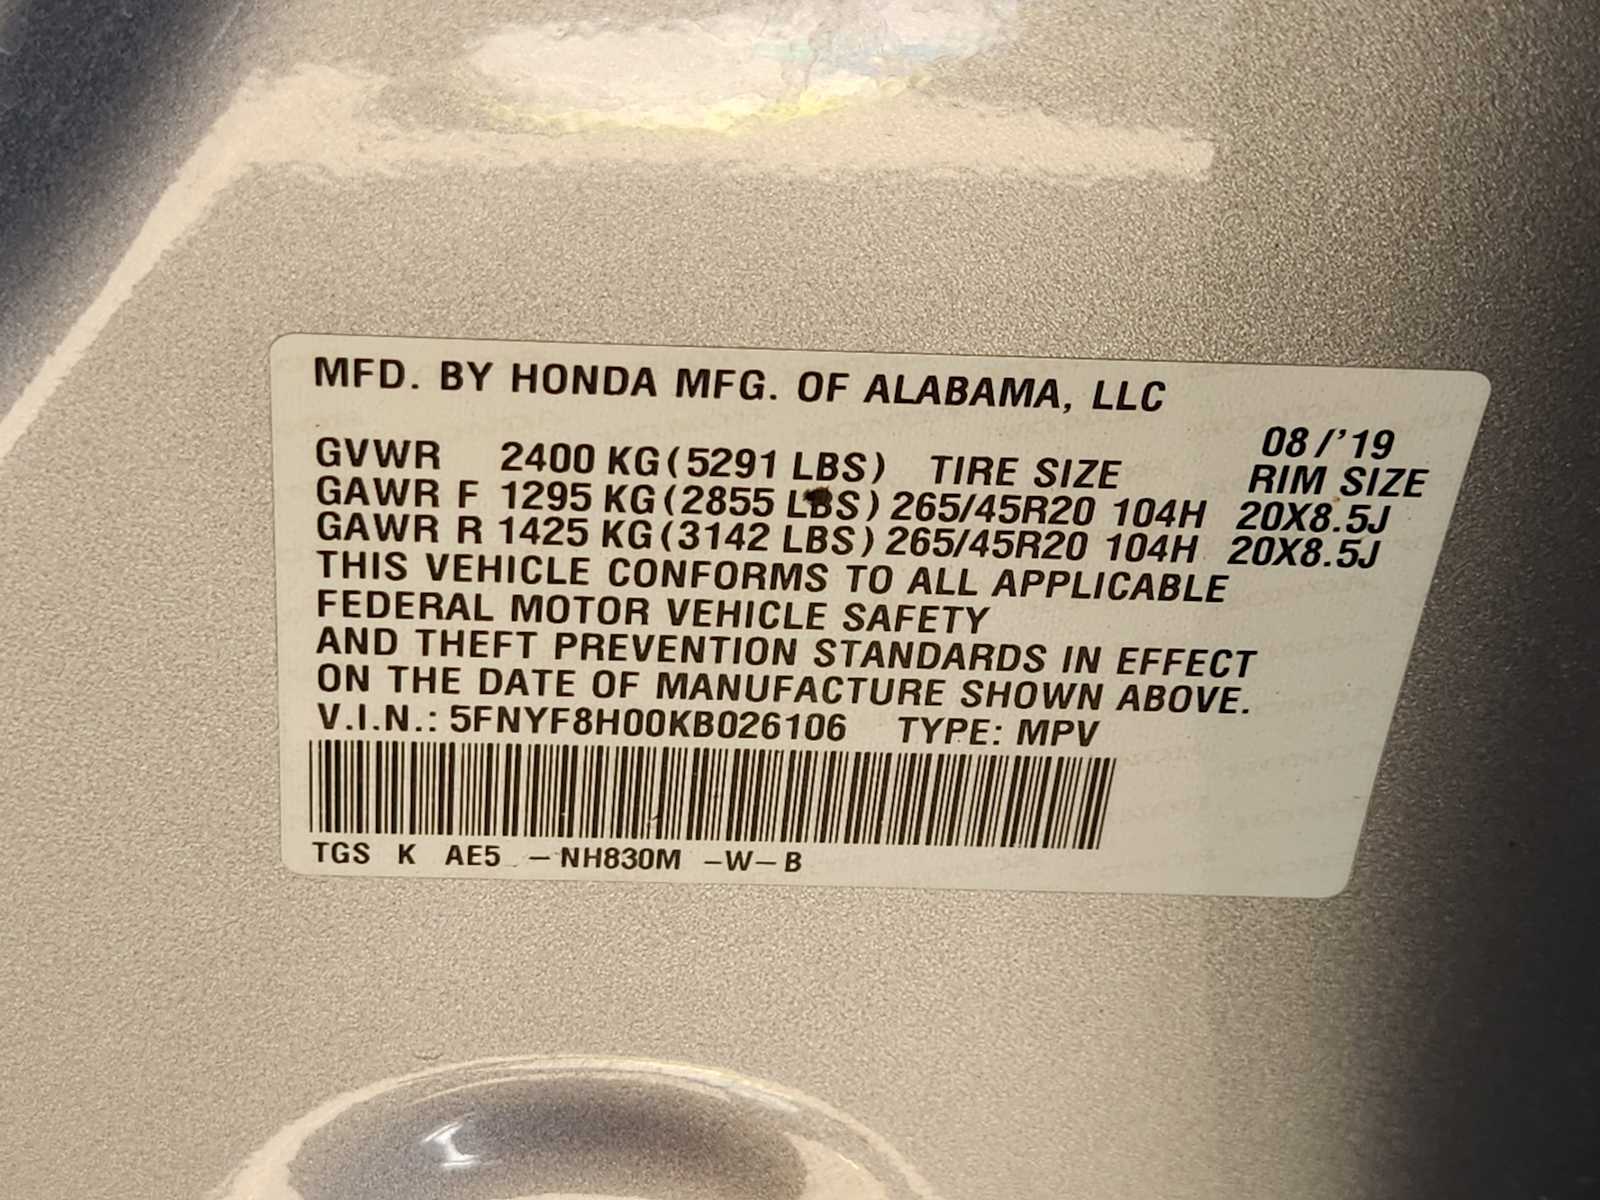 MFD. BY HONDA MFG. OF ALABAMA, LLC
08/'19
GVWR 2400 KG(5291 LBS) TIRE SIZE RIM SIZE
GAWR F 1295 KG(2855 LBS) 265/45R20 104H 20X8.5J
GAWR R 1425 KG(3142 LBS) 265/45R20 104H 20X8.5J
THIS VEHICLE CONFORMS TO ALL APPLICABLE
FEDERAL MOTOR VEHICLE SAFETY
AND THEFT PREVENTION STANDARDS IN EFFECT
ON THE DATE OF MANUFACTURE SHOWN ABOVE.
V.I.N.: 5FNYF8H00KB026106 TYPE: MPV
TGS K AE5 -NH830M -W-B